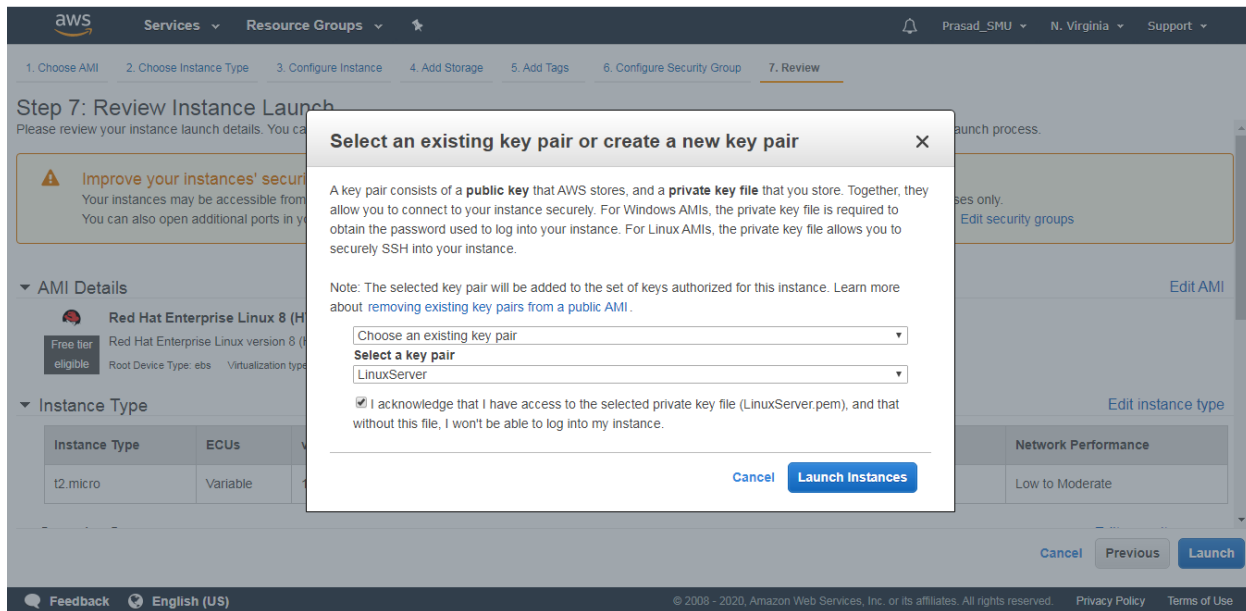 aws Services Resource Groups Prasad_SMU N. Virginia Support
1. Choose AMI 2. Choose Instance Type 3. Configure Instance 4. Add Storage 5. Add Tags 6. Configure Security Group 7. Review
Step 7: Review Instance Launch
Please review your instance launch details. You ca
aunch process.
Improve your instances' securi
Your instances may be accessible from
ses only.
You can also open additional ports in yo
Edit security groups
AMI Details
Edit AMI
Red Hat Enterprise Linux 8 (H
Free tier
eligible
Red Hat Enterprise Linux version 8 (
Root Device Type: ebs Virtualization type
Instance Type
Edit instance type
Instance Type ECUs Network Performance
t2.micro Variable 1 Low to Moderate
Select an existing key pair or create a new key pair
A key pair consists of a public key that AWS stores, and a private key file that you store. Together, they
allow you to connect to your instance securely. For Windows AMIs, the private key file is required to
obtain the password used to log into your instance. For Linux AMIs, the private key file allows you to
securely SSH into your instance.
Note: The selected key pair will be added to the set of keys authorized for this instance. Learn more
about removing existing key pairs from a public AMI.
Choose an existing key pair
Select a key pair
LinuxServer
I acknowledge that I have access to the selected private key file (LinuxServer.pem), and that
without this file, I won't be able to log into my instance.
Cancel Launch Instances
Cancel Previous Launch
Feedback English (US) © 2008 - 2020, Amazon Web Services, Inc. or its affiliates. All rights reserved. Privacy Policy Terms of Use